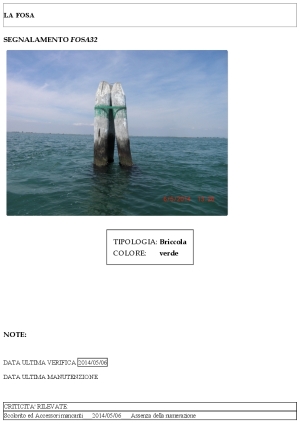 LA FOSA
SEGNALAMENTO FOSA32
TIPOLOGIA: Briccola
COLORE: verde
NOTE:
DATA ULTIMA VERIFICA 2014/05/06
DATA ULTIMA MANUTENZIONE
CRITICITA' RILEVATE
Scolorito ed Accessori mancanti 2014/05/06 Assenza della numerazione